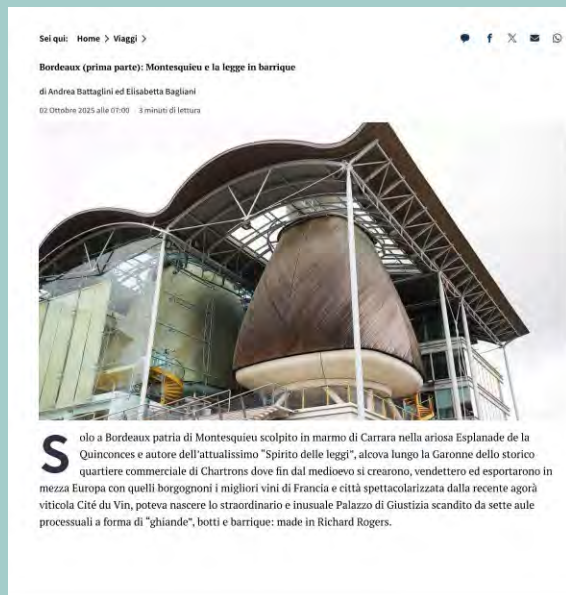 Sei qui: Home > Viaggi >
Bordeaux (prima parte): Montesquieu e la legge in barrique
di Andrea Battaglini ed Elisabetta Bagliani
02 Ottobre 2025 alle 07:00 3 minuti di lettura
Solo a Bordeaux patria di Montesquieu scolpito in marmo di Carrara nella ariosa Esplanade de la
Quinconces e autore dell'attualissimo "Spirito delle leggi", alcova lungo la Garonne dello storico
quartiere commerciale di Chartrons dove fin dal medioevo si crearono, vendettero ed esportarono in
mezza Europa con quelli borgognoni i migliori vini di Francia e città spettacolarizzata dalla recente agorà
viticola Cité du Vin, poteva nascere lo straordinario e inusuale Palazzo di Giustizia scandito da sette aule
processuali a forma di "ghiande", botti e barrique: made in Richard Rogers.